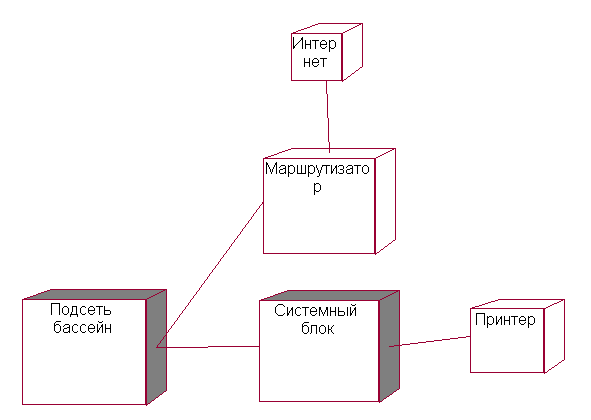 Интер
нет
Маршрутизато
р
Подсеть
бассейн
Системный
блок
Принтер